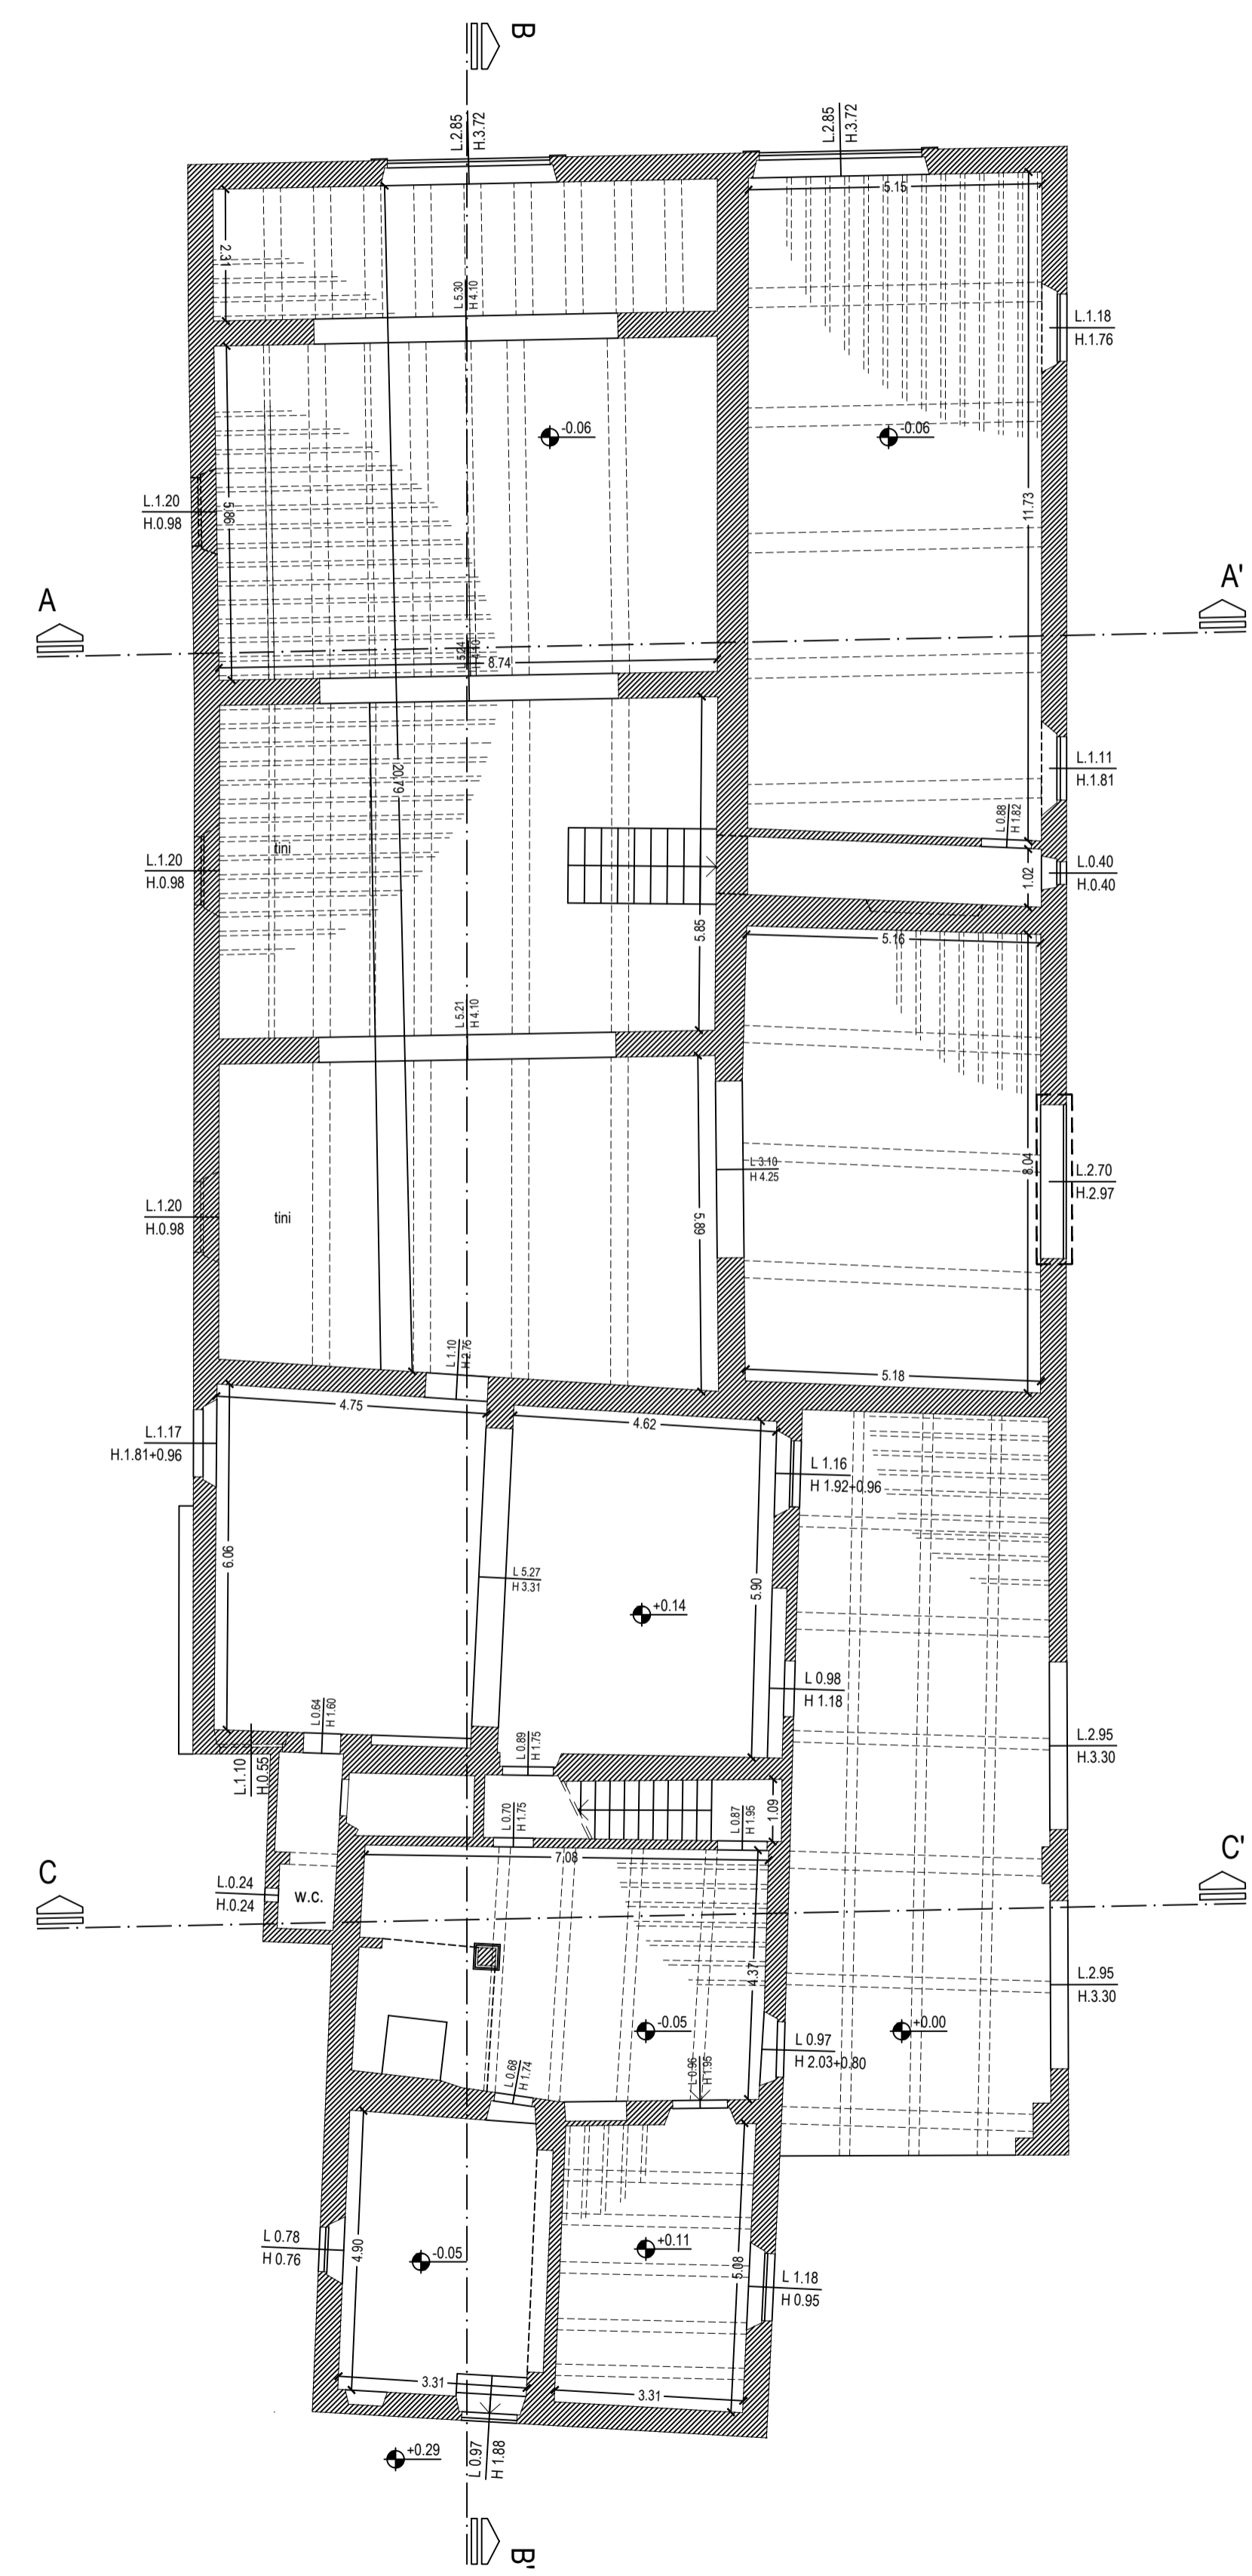 B
L.2.85
H.3.72
L.2.85
H.3.72
5.15
2.31
L 5.30
H 4.10
L.1.18
H.1.76
-0.06
-0.06
L.1.20
H.0.98
5.86
11.73
A
A'
8.74
L.1.11
H.1.81
20.79
L 0.88
H 1.82
tini
L.1.20
H.0.98
L.0.40
H.0.40
1.02
5.85
5.16
L 5.21
H 4.10
L 3.10
H 4.25
8.04
L.2.70
H.2.97
L.1.20
H.0.98
tini
5.89
L 1.10
H 2.75
5.18
4.75
4.62
L.1.17
H.1.81+0.96
L 1.16
H 1.92+0.96
6.06
L 5.27
H 3.31
5.90
+0.14
L 0.98
H 1.18
L 0.64
H 1.60
L 0.89
H 1.75
L.2.95
H.3.30
L.1.10
H.0.55
L 0.70
H 1.75
L 0.87
H 1.95
1.09
7.08
C
C'
L.0.24
H.0.24
w.c.
4.37
L.2.95
H.3.30
-0.05
+0.00
L 0.97
H 2.03+0.80
L 0.68
H 1.74
L 0.96
H 1.95
L 0.78
H 0.76
4.90
-0.05
+0.11
5.08
L 1.18
H 0.95
3.31
3.31
+0.29
L 0.97
H 1.88
B'